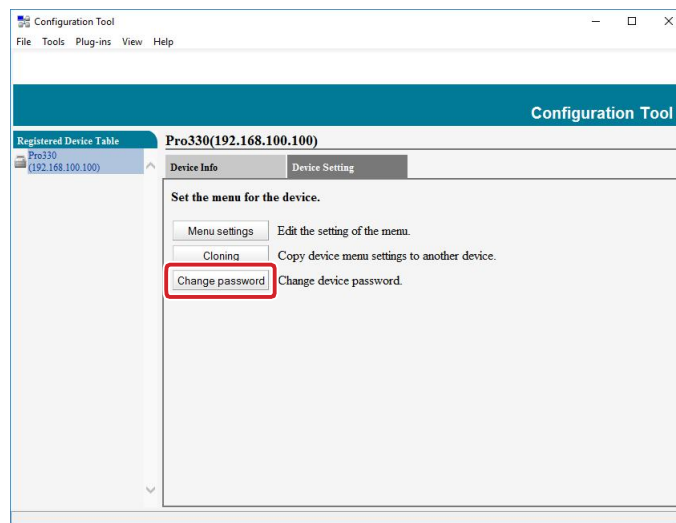 Configuration Tool
File Tools Plug-ins View Help
Configuration Tool
Registered Device Table
Pro330
(192.168.100.100)
Pro330(192.168.100.100)
Device Info
Device Setting
Set the menu for the device.
Menu settings Edit the setting of the menu.
Cloning Copy device menu settings to another device.
Change password Change device password.